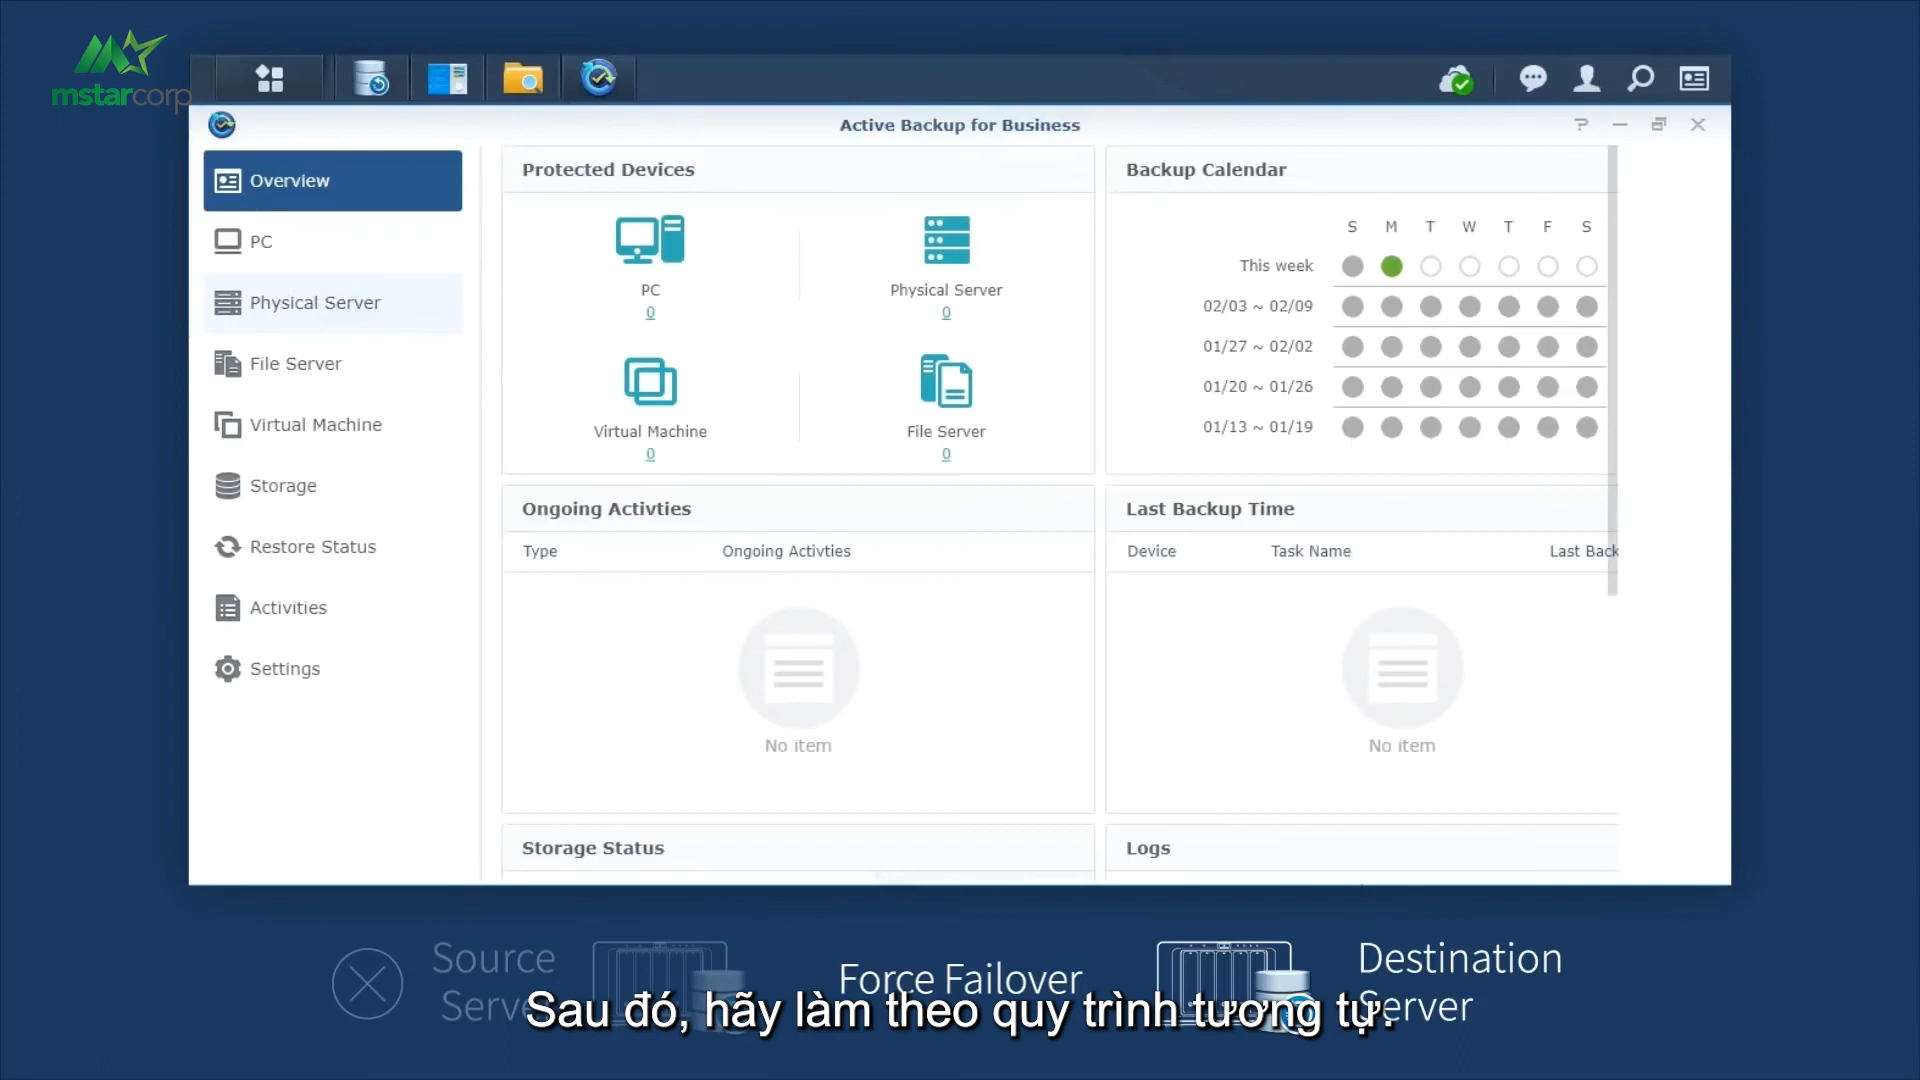 mstarcorp
Active Backup for Business
Overview
PC
Physical Server
File Server
Virtual Machine
Storage
Restore Status
Activities
Settings
Protected Devices
PC
0
Physical Server
0
Virtual Machine
0
File Server
0
Backup Calendar
S M T W T F S
This week
02/03 ~ 02/09
01/27 ~ 02/02
01/20 ~ 01/26
01/13 ~ 01/19
Ongoing Activties
Type Ongoing Activties
No item
Last Backup Time
Device Task Name Last Back
No item
Storage Status
Logs
Source
Serve
Force Failover
Destination
Server
Sau đó, hãy làm theo quy trình tương tự.